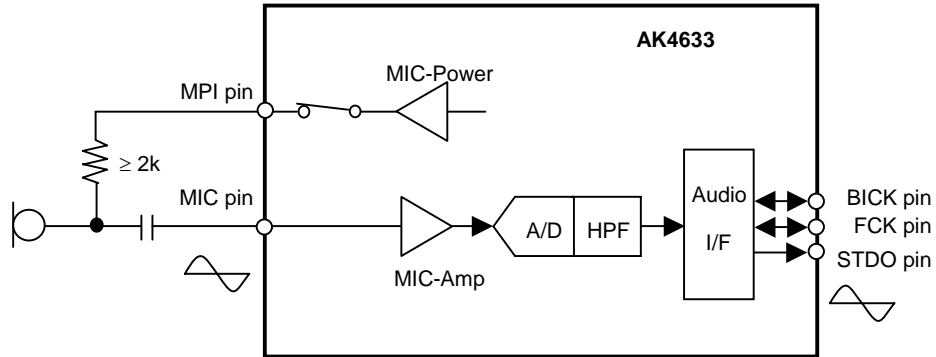 AK4633
MIC-Power
MPI pin
≥ 2k
MIC pin
Audio
I/F
A/D
HPF
MIC-Amp
BICK pin
FCK pin
STDO pin